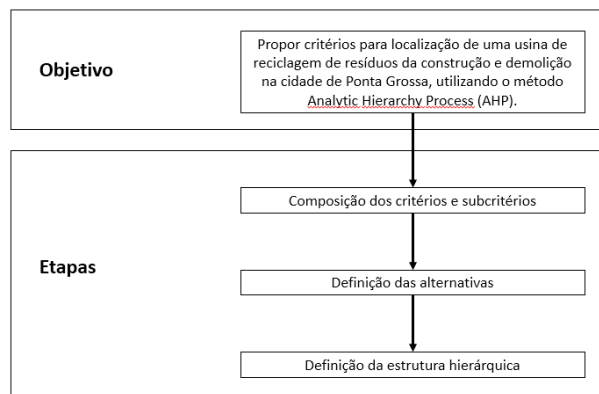 Objetivo
Propor critérios para localização de uma usina de
reciclagem de resíduos da construção e demolição
na cidade de Ponta Grossa, utilizando o método
Analytic Hierarchy Process (AHP).
Etapas
Composição dos critérios e subcritérios
Definição das alternativas
Definição da estrutura hierárquica